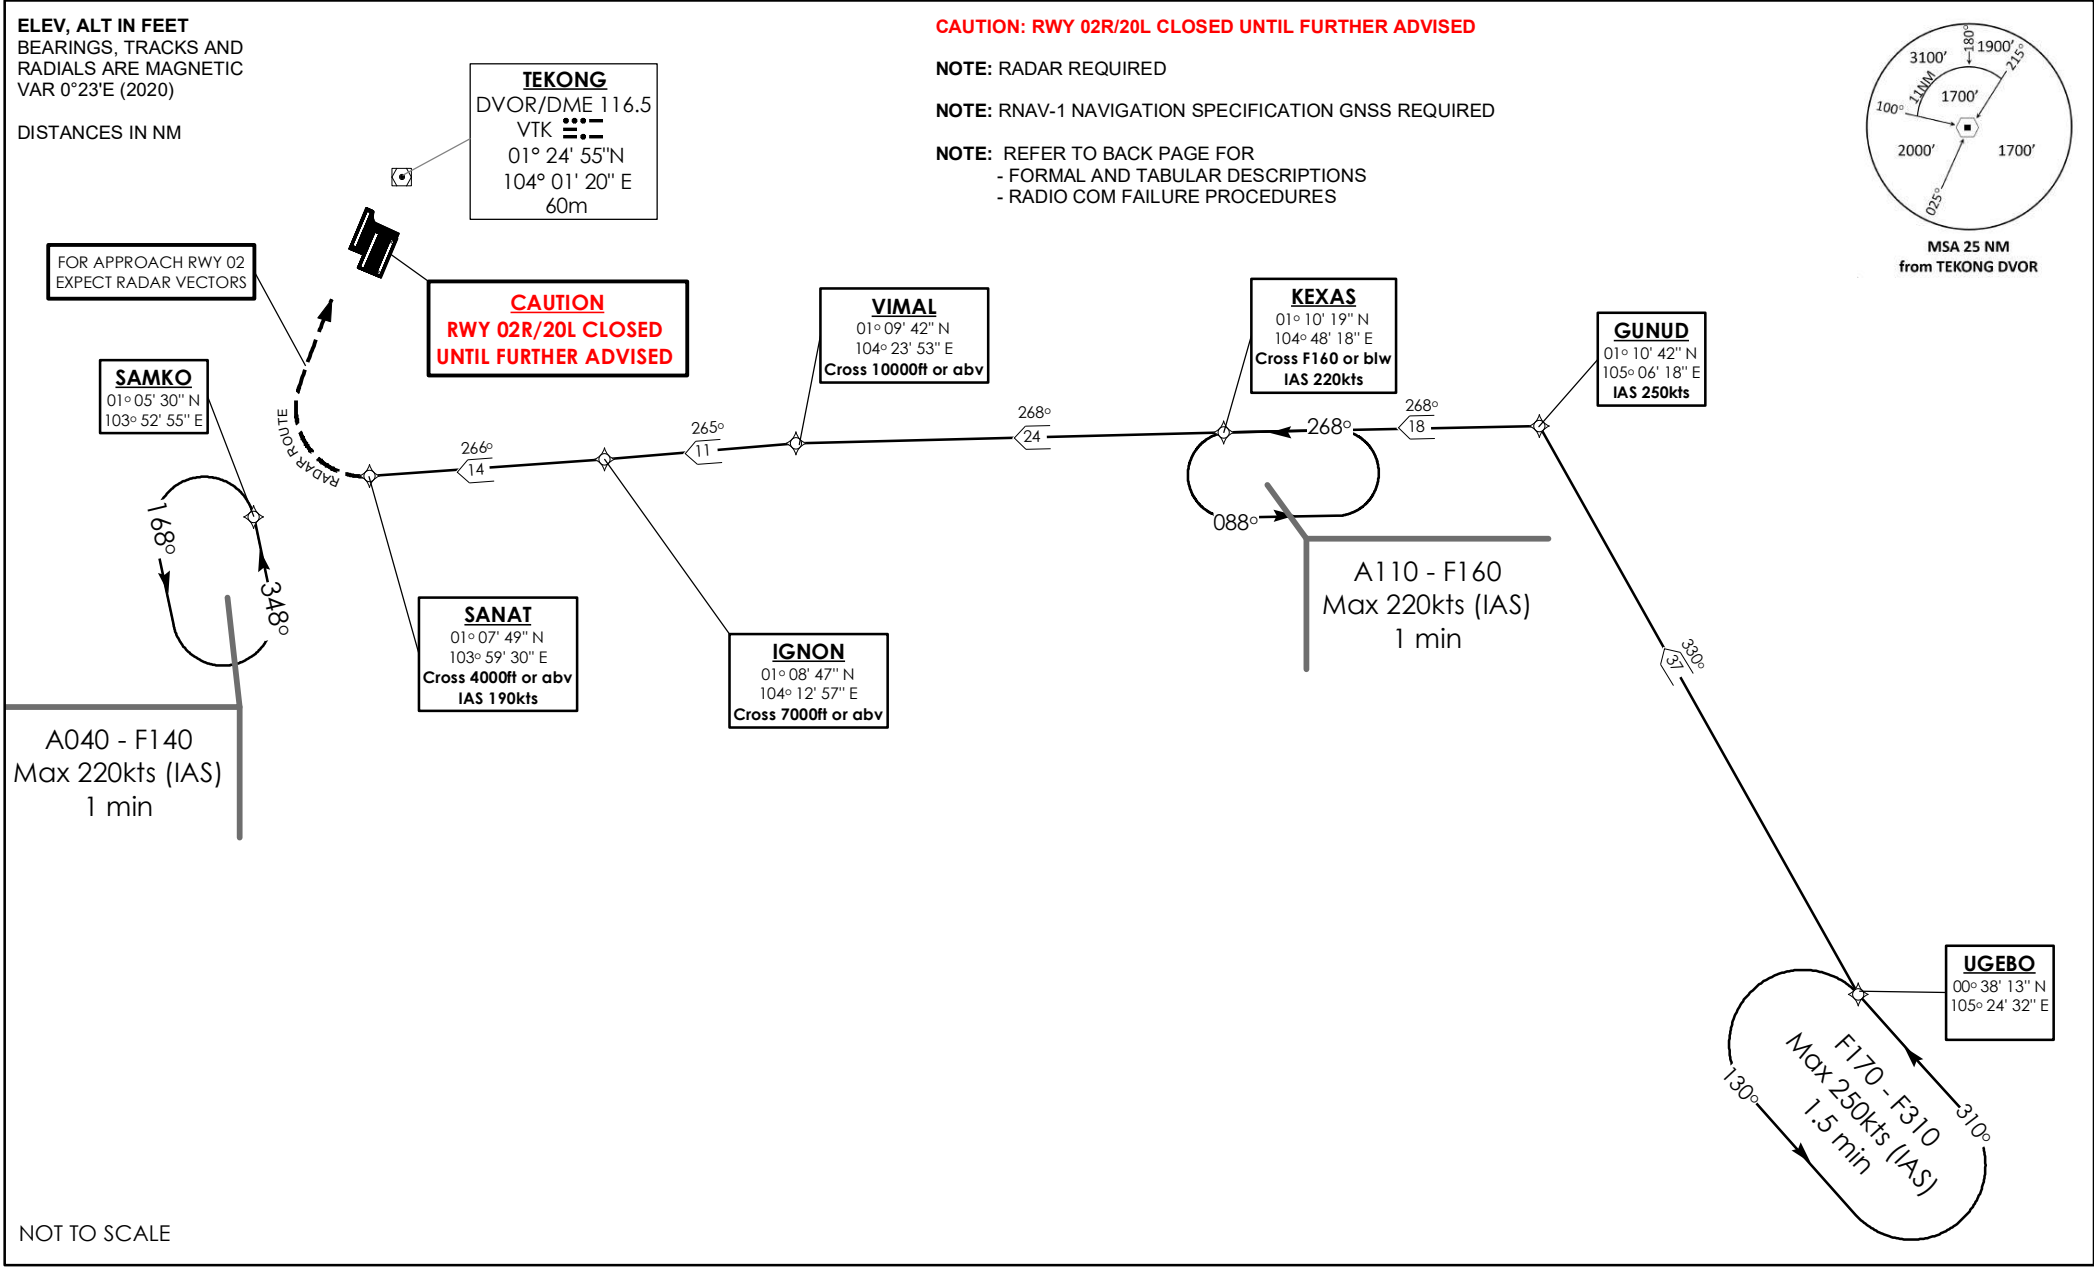 ELEV, ALT IN FEET
BEARINGS, TRACKS AND
RADIALS ARE MAGNETIC
VAR 0°23'E (2020)
DISTANCES IN NM
TEKONG
DVOR/DME 116.5
VTK
01° 24' 55"N
104° 01' 20" E
60m
CAUTION: RWY 02R/20L CLOSED UNTIL FURTHER ADVISED
NOTE: RADAR REQUIRED
NOTE: RNAV-1 NAVIGATION SPECIFICATION GNSS REQUIRED
NOTE: REFER TO BACK PAGE FOR
- FORMAL AND TABULAR DESCRIPTIONS
- RADIO COM FAILURE PROCEDURES
180°
1900'
215°
3100'
11NM
1700'
100°
2000'
1700'
025°
MSA 25 NM
from TEKONG DVOR
FOR APPROACH RWY 02
EXPECT RADAR VECTORS
CAUTION
RWY 02R/20L CLOSED
UNTIL FURTHER ADVISED
VIMAL
01° 09' 42" N
104° 23' 53" E
Cross 10000ft or abv
KEXAS
01° 10' 19" N
104° 48' 18" E
Cross F160 or blw
IAS 220kts
GUNUD
01° 10' 42" N
105° 06' 18" E
IAS 250kts
SAMKO
01° 05' 30" N
103° 52' 55" E
RADAR ROUTE
266°
14
265°
11
268°
24
268°
268°
18
088°
168°
348°
A110 - F160
Max 220kts (IAS)
1 min
SANAT
01° 07' 49" N
103° 59' 30" E
Cross 4000ft or abv
IAS 190kts
IGNON
01° 08' 47" N
104° 12' 57" E
Cross 7000ft or abv
330°
37
A040 - F140
Max 220kts (IAS)
1 min
UGEBO
00° 38' 13" N
105° 24' 32" E
130°
F170 - F310
Max 250kts (IAS)
1.5 min
310°
NOT TO SCALE